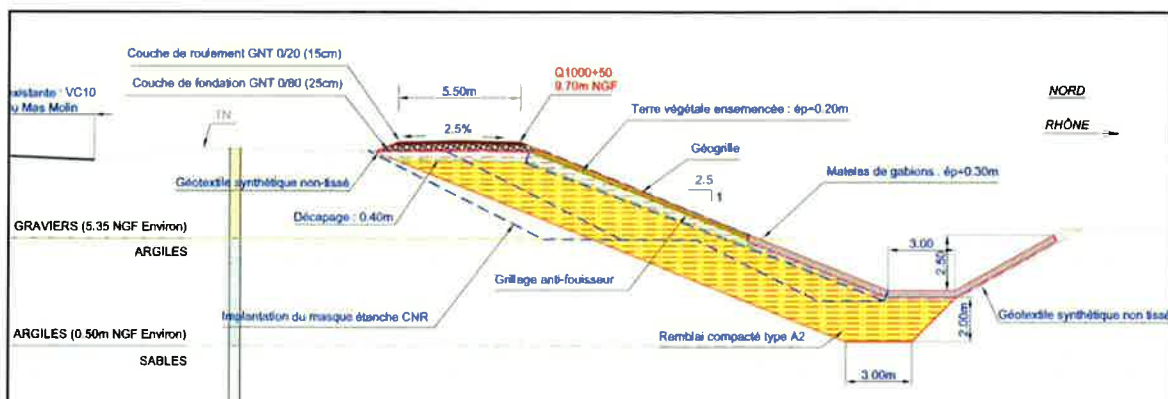 Couche de roulement GNT 0/20 (15cm)
Couche de fondation GNT 0/80 (25cm)
Q1000+50
9.70m NGF
existante : VC10
u Mas Molin
TN
5.50m
2.5%
Terre végétale ensemencée : ép=0.20m
NORD
RHÔNE
Géogrille
Géotextile synthétique non-tissé
2.5
1
Matelas de gabions : ép=0.30m
Décapage : 0.40m
GRAVIERS (5.35 NGF Environ)
ARGILES
3.00
2.50
Grillage anti-fouisseur
Implantation du masque étanche CNR
Géotextile synthétique non tissé
ARGILES (0.50m NGF Environ)
SABLES
Remblai compacté type A2
2.00m
3.00m